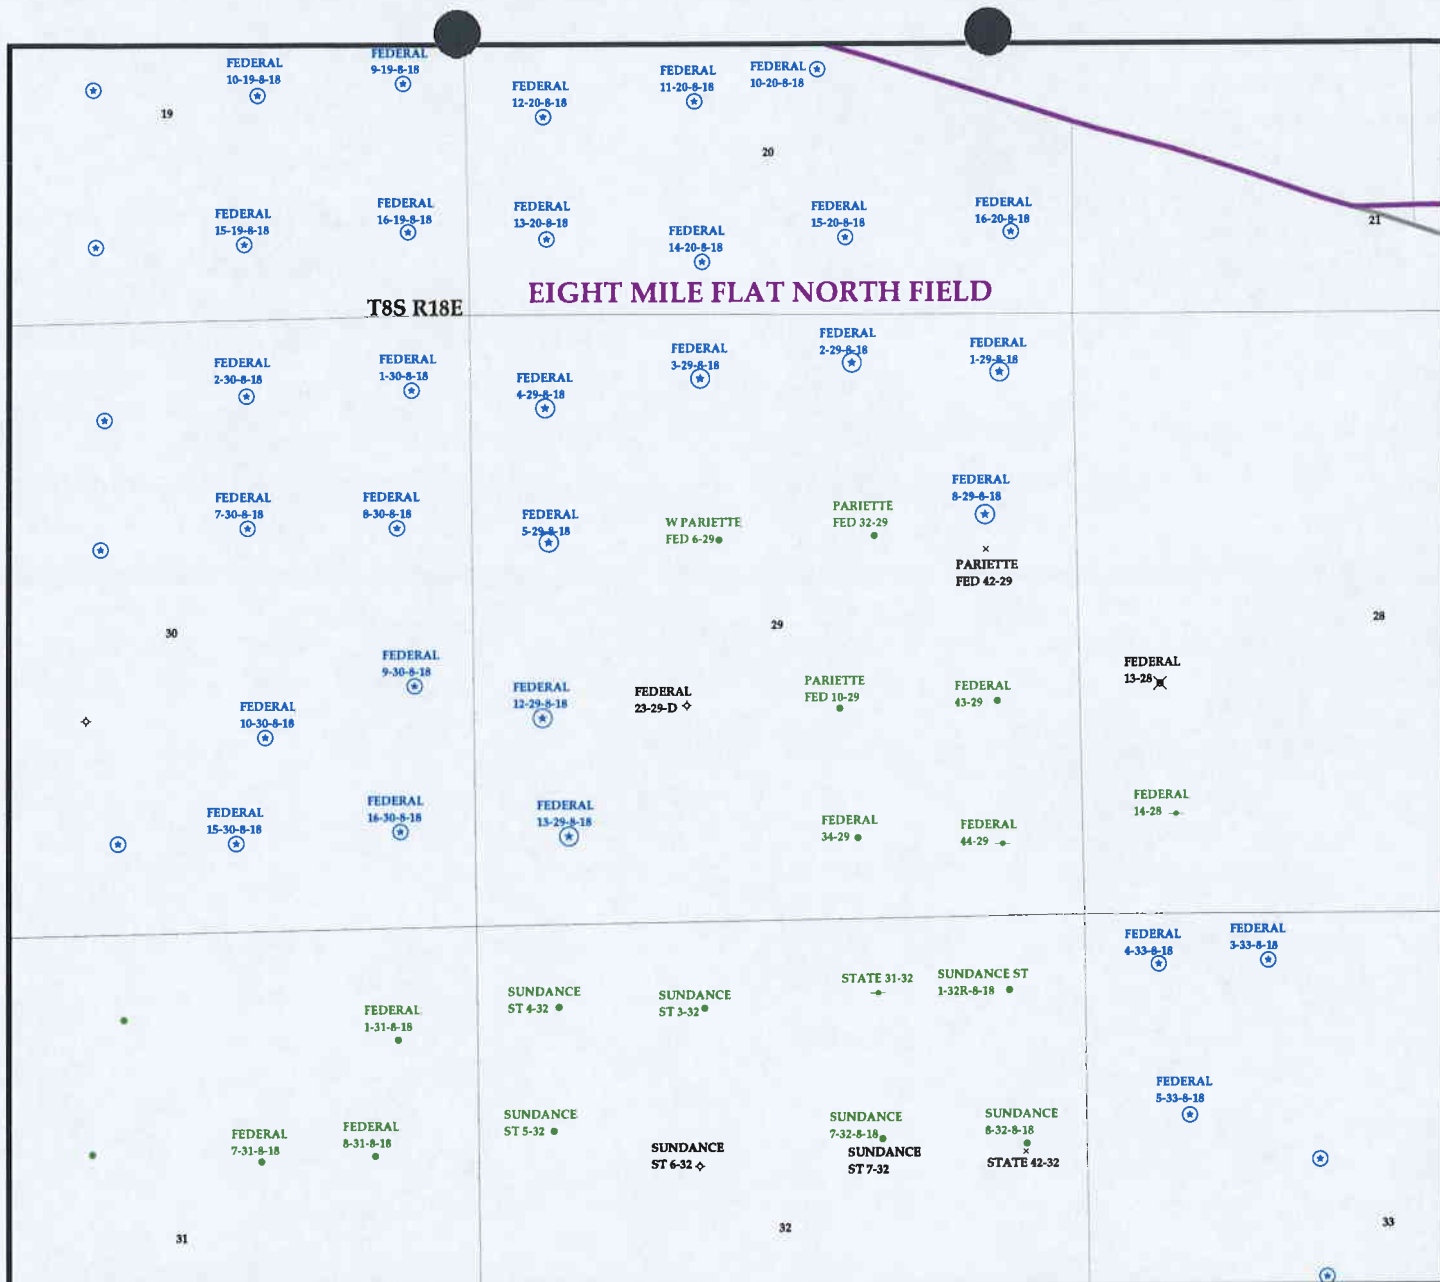 FEDERAL
10-19-8-18
FEDERAL
9-19-8-18
FEDERAL
12-20-8-18
FEDERAL
11-20-8-18
FEDERAL
10-20-8-18
19
20
FEDERAL
15-19-8-18
FEDERAL
16-19-8-18
FEDERAL
13-20-8-18
FEDERAL
14-20-8-18
FEDERAL
15-20-8-18
FEDERAL
16-20-8-18
21
T8S R18E
EIGHT MILE FLAT NORTH FIELD
FEDERAL
2-30-8-18
FEDERAL
1-30-8-18
FEDERAL
4-29-8-18
FEDERAL
3-29-8-18
FEDERAL
2-29-8-18
FEDERAL
1-29-8-18
FEDERAL
7-30-8-18
FEDERAL
8-30-8-18
FEDERAL
5-29-8-18
W PARIETTE
FED 6-29
PARIETTE
FED 32-29
FEDERAL
8-29-8-18
PARIETTE
FED 42-29
30
29
28
FEDERAL
9-30-8-18
FEDERAL
10-30-8-18
FEDERAL
12-29-8-18
FEDERAL
23-29-D
PARIETTE
FED 10-29
FEDERAL
43-29
FEDERAL
13-28
FEDERAL
15-30-8-18
FEDERAL
16-30-8-18
FEDERAL
13-29-8-18
FEDERAL
34-29
FEDERAL
44-29
FEDERAL
14-28
FEDERAL
4-33-8-18
FEDERAL
3-33-8-18
FEDERAL
1-31-8-18
SUNDANCE
ST 4-32
SUNDANCE
ST 3-32
STATE 31-32
SUNDANCE ST
1-32R-8-18
FEDERAL
5-33-8-18
FEDERAL
7-31-8-18
FEDERAL
8-31-8-18
SUNDANCE
ST 5-32
SUNDANCE
ST 6-32
SUNDANCE
7-32-8-18
SUNDANCE
ST 7-32
SUNDANCE
8-32-8-18
STATE 42-32
31
32
33